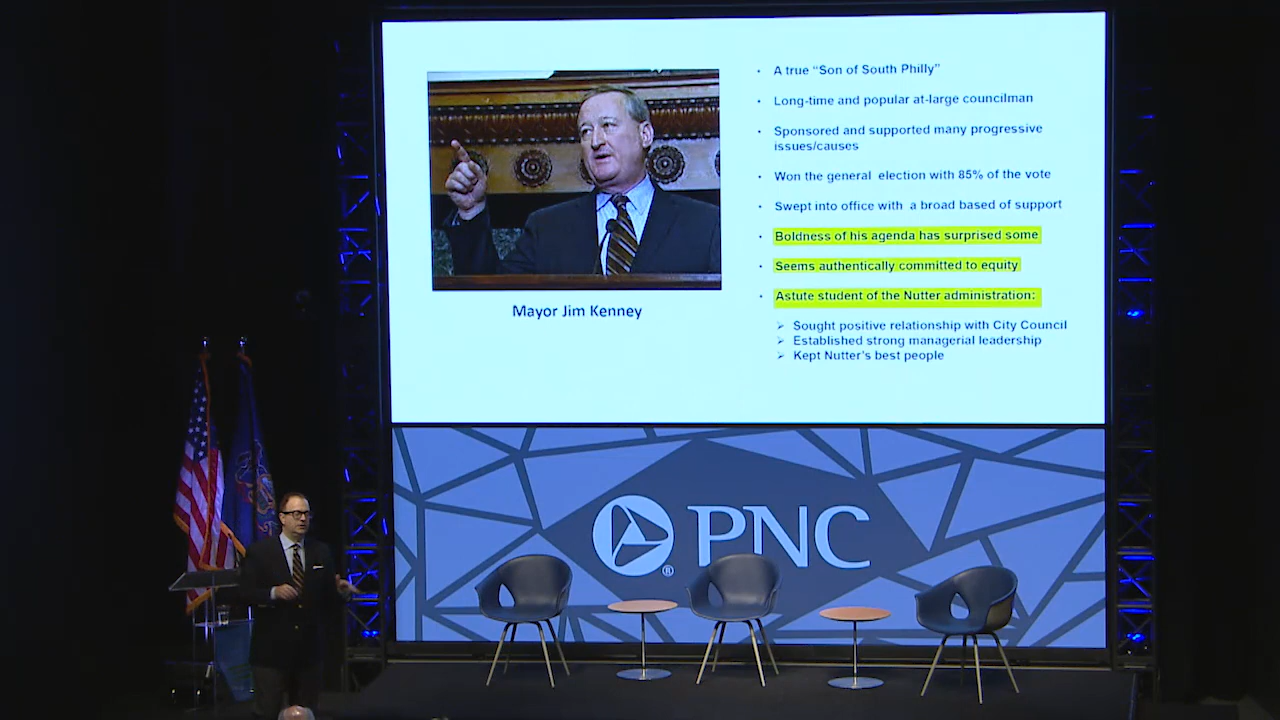 A true “Son of South Philly”
Long-time and popular at-large councilman
Sponsored and supported many progressive
issues/causes
Won the general election with 85% of the vote
Swept into office with a broad based of support
Boldness of his agenda has surprised some
Seems authentically committed to equity
Astute student of the Nutter administration:
Sought positive relationship with City Council
Established strong managerial leadership
Kept Nutter’s best people
Mayor Jim Kenney
PNC
®